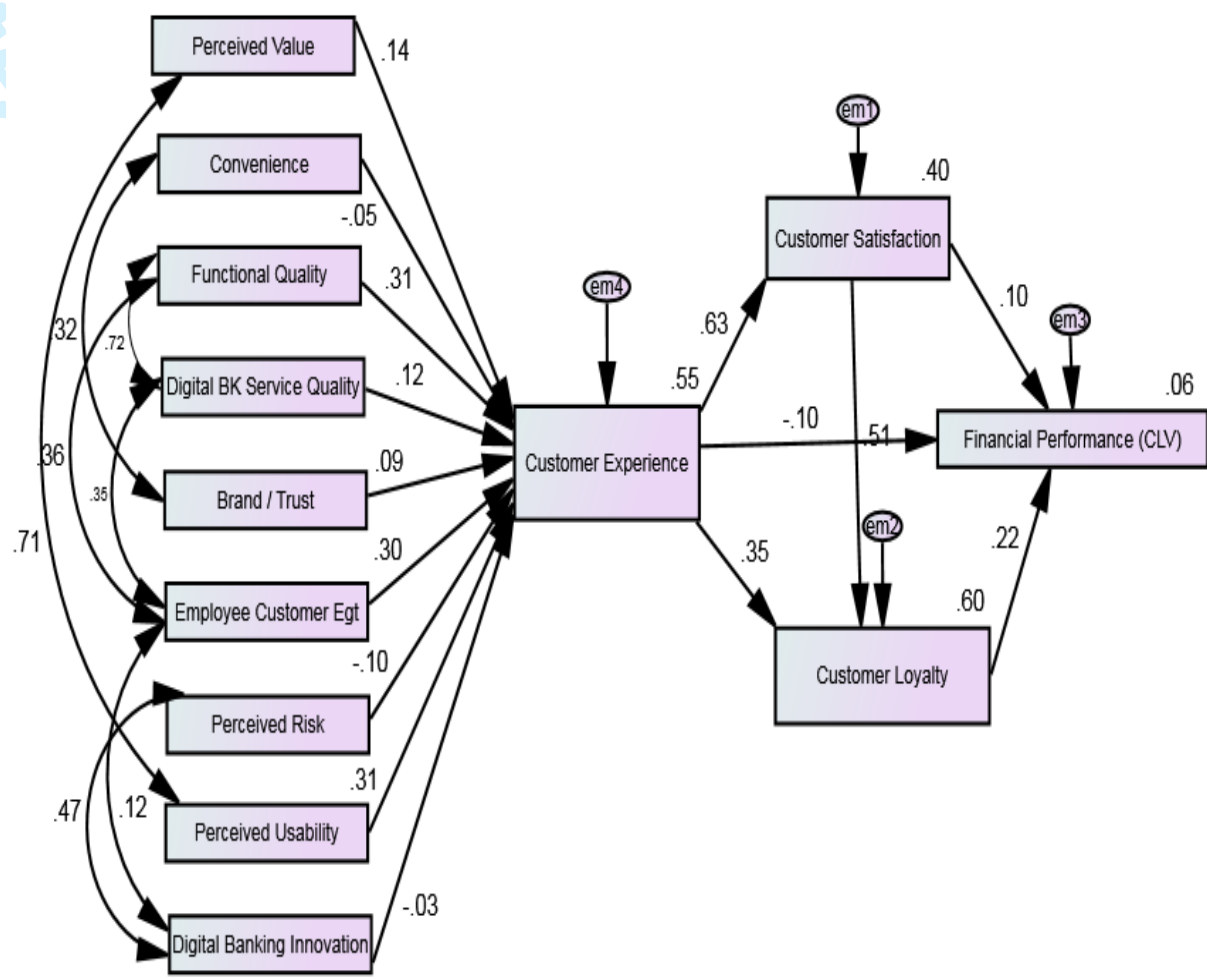 Perceived Value
.14
Convenience
-.05
Functional Quality
.31
.32
.72
Digital BK Service Quality
.12
.36
.35
Brand / Trust
.09
.71
Employee Customer Egt
.30
-.10
Perceived Risk
.47
.12
.31
Perceived Usability
-.03
Digital Banking Innovation
em4
.55
Customer Experience
.63
-.10
.35
em1
.40
Customer Satisfaction
.10
.51
em2
.60
Customer Loyalty
.22
em3
.06
Financial Performance (CLV)